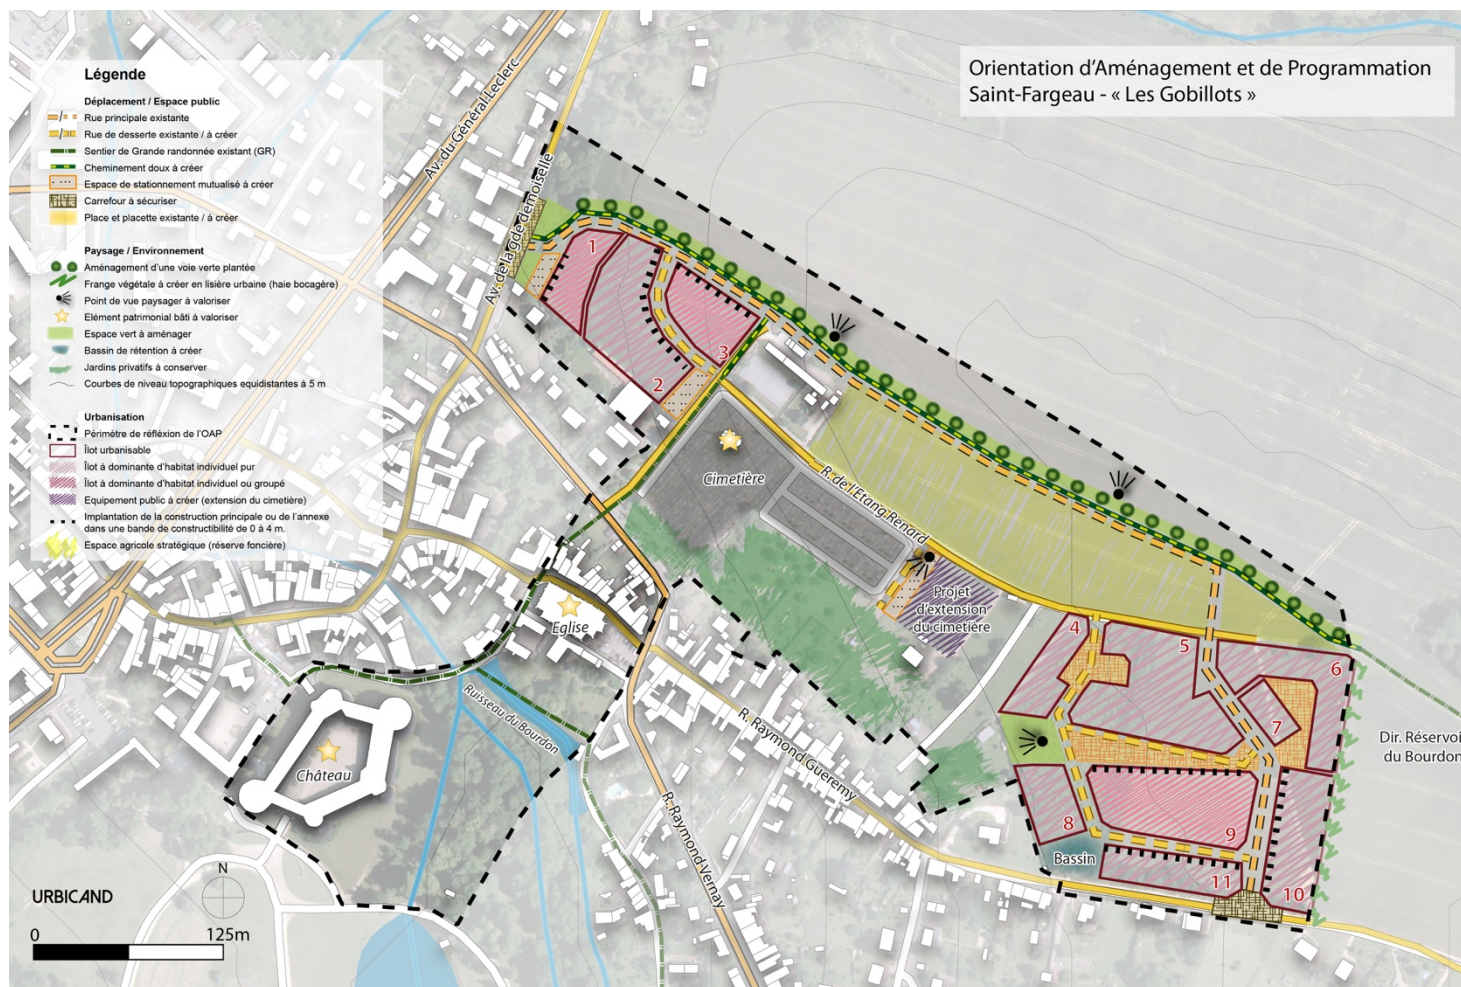 Orientation d'Aménagement et de Programmation
Saint-Fargeau - « Les Gobillots »
Légende
Déplacement / Espace public
Rue principale existante
Rue de desserte existante / à créer
Sentier de Grande randonnée existant (GR)
Cheminement doux à créer
Espace de stationnement mutualisé à créer
Carrefour à sécuriser
Place et placette existante / à créer
Paysage / Environnement
Aménagement d'une voie verte plantée
Frange végétale à créer en lisière urbaine (haie bocagère)
Point de vue paysager à valoriser
Elément patrimonial bâti à valoriser
Espace vert à aménager
Bassin de rétention à créer
Jardins privatifs à conserver
Courbes de niveau topographiques equidistantes à 5 m
Urbanisation
Périmètre de réfléxion de l'OAP
Îlot urbanisable
Îlot à dominante d'habitat individuel pur
Îlot à dominante d'habitat individuel ou groupé
Equipement public à créer (extension du cimetière)
Implantation de la construction principale ou de l'annexe
dans une bande de constructibilité de 0 à 4 m.
Espace agricole stratégique (réserve foncière)
Av. du Général Leclerc
Av. de la gde demoiselle
1
2
3
Cimetière
R. de l'Etang Renard
Projet
d'extension
du cimetière
4
5
6
7
8
9
10
11
Bassin
Dir. Réservoi
du Bourdon
Eglise
Ruisseau du Bourdon
Château
R. Raymond Gueremy
R. Raymond Vernay
URBICAND
N
0
125m